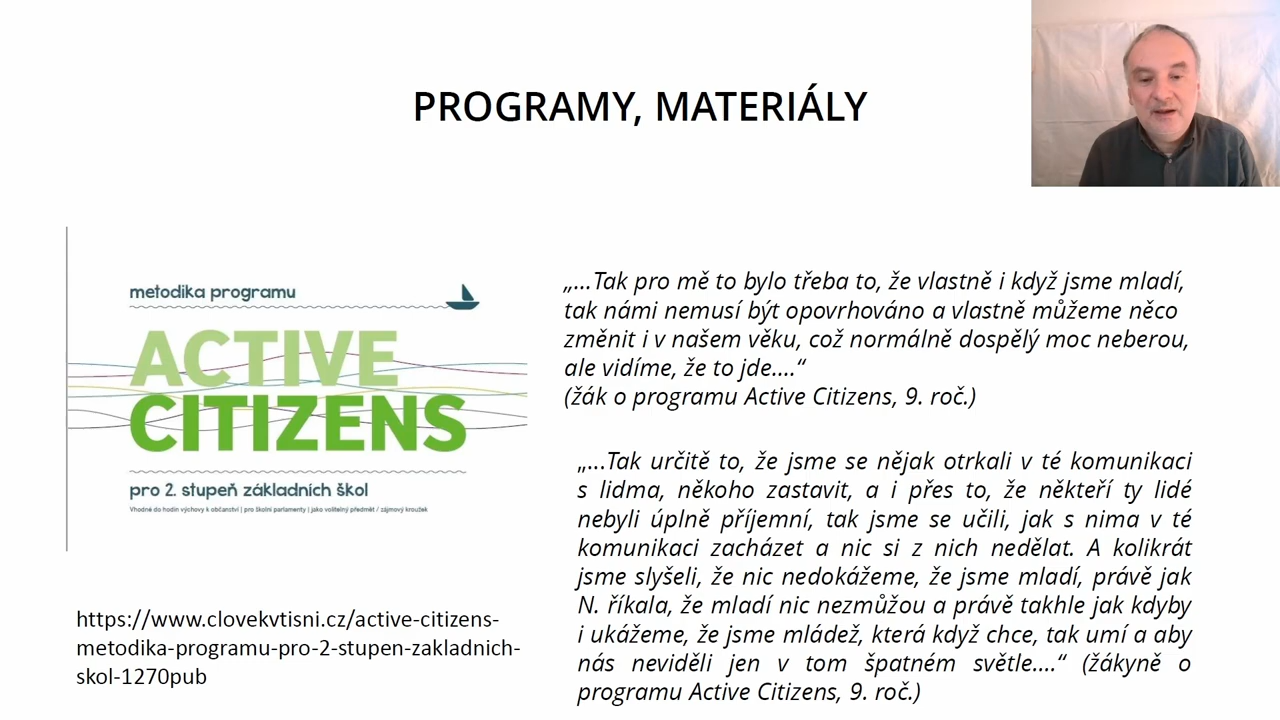 PROGRAMY, MATERIÁLY
metodika programu
ACTIVE
CITIZENS
pro 2. stupeň základních škol
Vhodné do hodin výchovy k občanství | pro školní parlamenty | jako volitelný předmět / zájmový kroužek
https://www.clovekvtisni.cz/active-citizens-
metodika-programu-pro-2-stupen-zakladnich-
skol-1270pub
„...Tak pro mě to bylo třeba to, že vlastně i když jsme mladí,
tak námi nemusí být opovrhováno a vlastně můžeme něco
změnit i v našem věku, což normálně dospělý moc neberou,
ale vidíme, že to jde....“
(žák o programu Active Citizens, 9. roč.)
„...Tak určitě to, že jsme se nějak otrkali v té komunikaci
s lidma, někoho zastavit, a i přes to, že někteří ty lidé
nebyli úplně příjemní, tak jsme se učili, jak s nima v té
komunikaci zacházet a nic si z nich nedělat. A kolikrát
jsme slyšeli, že nic nedokážeme, že jsme mladí, právě jak
N. říkala, že mladí nic nezmůžou a právě takhle jak kdyby
i ukážeme, že jsme mládež, která když chce, tak umí a aby
nás neviděli jen v tom špatném světle....“ (žákyně o
programu Active Citizens, 9. roč.)